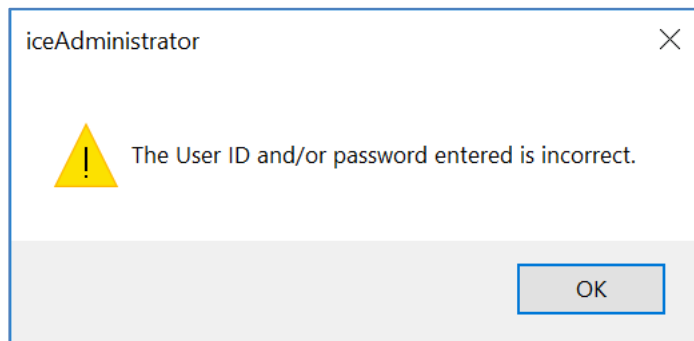 iceAdministrator
The User ID and/or password entered is incorrect.
OK